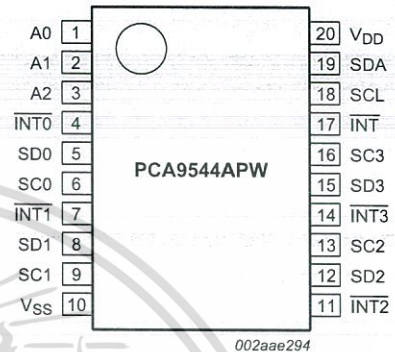 A0 1
A1 2
A2 3
INT0 4
SD0 5
SC0 6
INT1 7
SD1 8
SC1 9
VSS 10
PCA9544APW
20 VDD
19 SDA
18 SCL
17 INT
16 SC3
15 SD3
14 INT3
13 SC2
12 SD2
11 INT2
002aae294